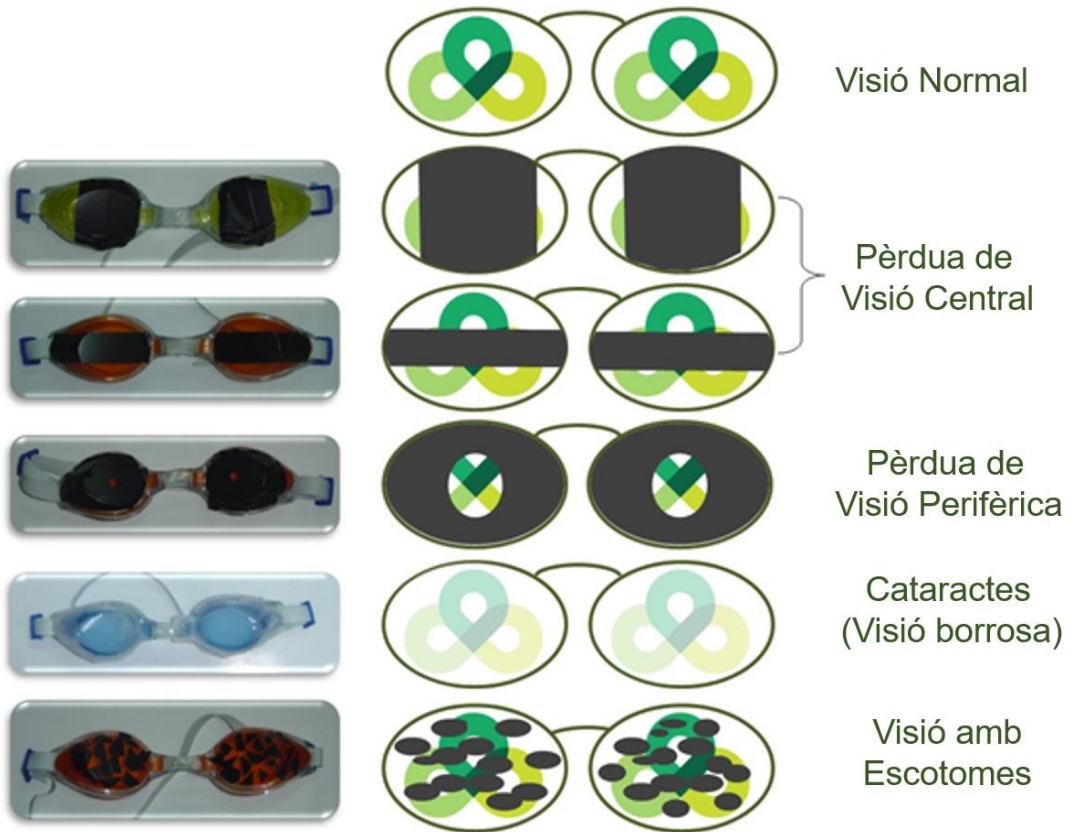 Visió Normal
Pèrdua de
Visió Central
Pèrdua de
Visió Perifèrica
Cataractes
(Visió borrosa)
Visió amb
Escotomes